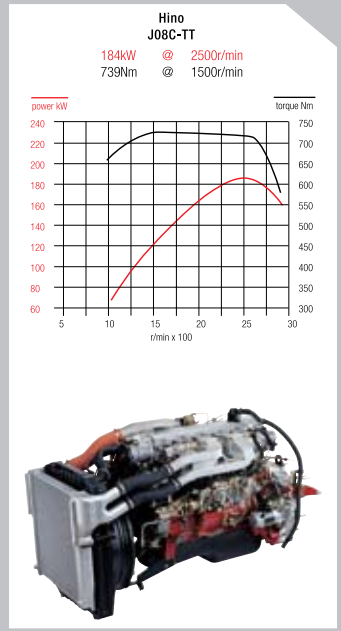 Hino
J08C-TT
184kW @ 2500r/min
739Nm @ 1500r/min
power kW torque Nm
240 750
220 700
200 650
180 600
160 550
140 500
120 450
100 400
80 350
60 300
5 10 15 20 25 30
r/min x 100